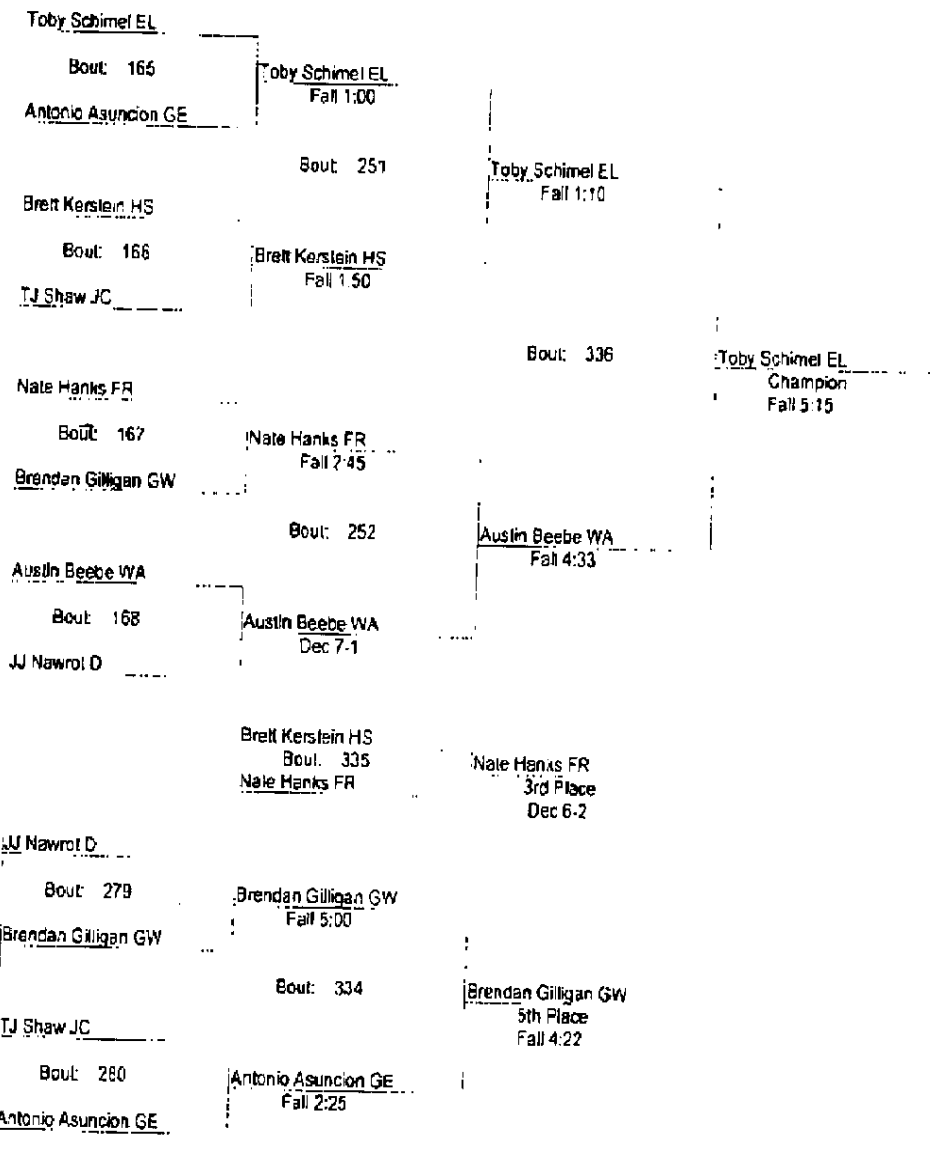 Toby Schimel EL
Bout: 165
Toby Schimel EL
Fall 1:00
Antonio Asuncion GE
Bout: 251
Toby Schimel EL
Fall 1:10
Brett Kerstein HS
Bout: 166
Brett Kerstein HS
Fall 1:50
TJ Shaw JC
Bout: 336
Toby Schimel EL
Champion
Fall 5:15
Nate Hanks FR
Bout: 167
Nate Hanks FR
Fall 2:45
Brendan Gilligan GW
Bout: 252
Austin Beebe WA
Fall 4:33
Austin Beebe WA
Bout: 168
Austin Beebe WA
Dec 7-1
JJ Nawrot D
Brett Kerstein HS
Bout: 335
Nate Hanks FR
Nate Hanks FR
3rd Place
Dec 6-2
JJ Nawrot D
Bout: 279
Brendan Gilligan GW
Fall 5:00
Brendan Gilligan GW
Bout: 334
Brendan Gilligan GW
5th Place
Fall 4:22
TJ Shaw JC
Bout: 280
Antonio Asuncion GE
Fall 2:25
Antonio Asuncion GE